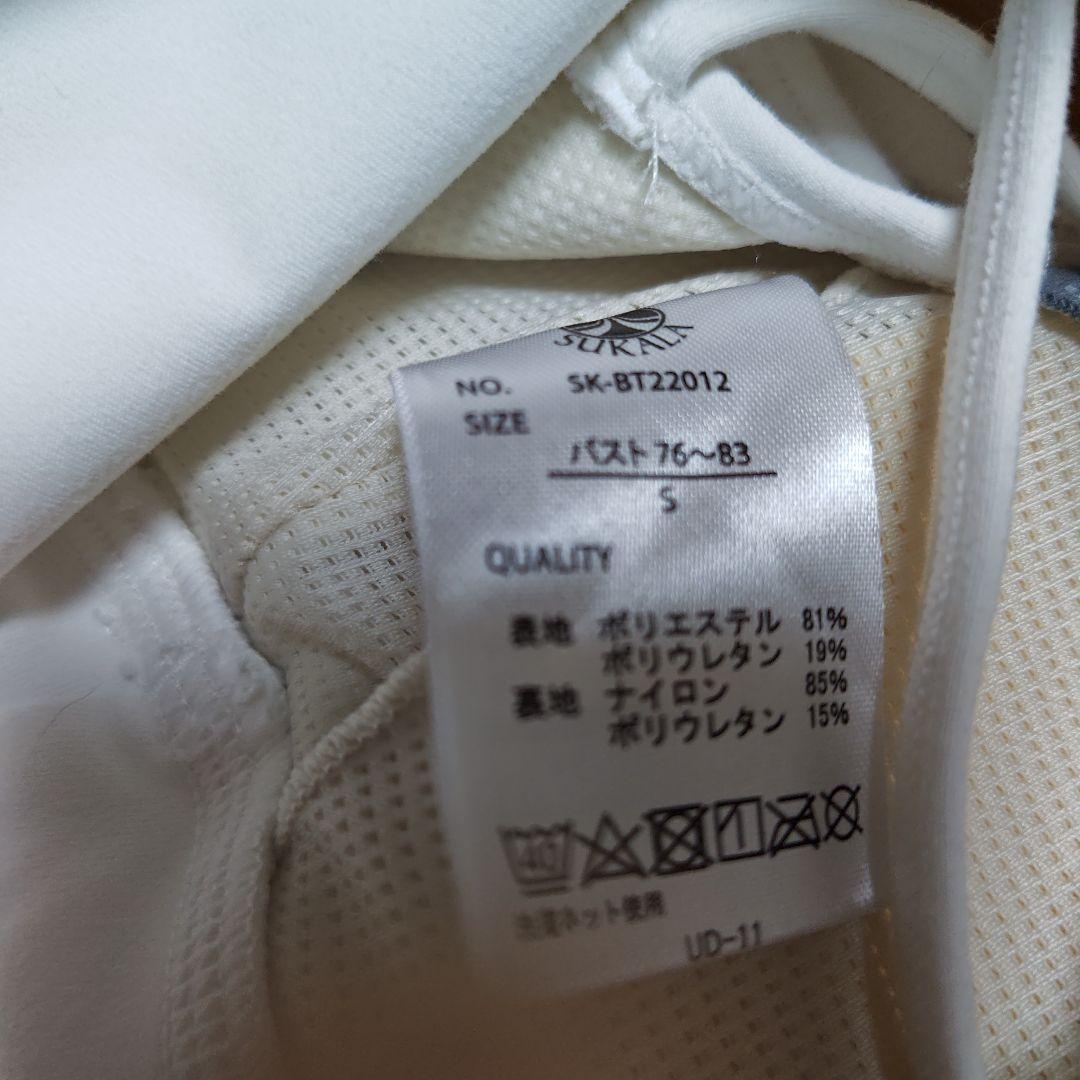 SUKALA
NO. SK-BT22012
SIZE
バスト 76～83
S
QUALITY
表地 ポリエステル 81%
ポリウレタン 19%
裏地 ナイロン 85%
ポリウレタン 15%
40
洗濯ネット使用
UD-11